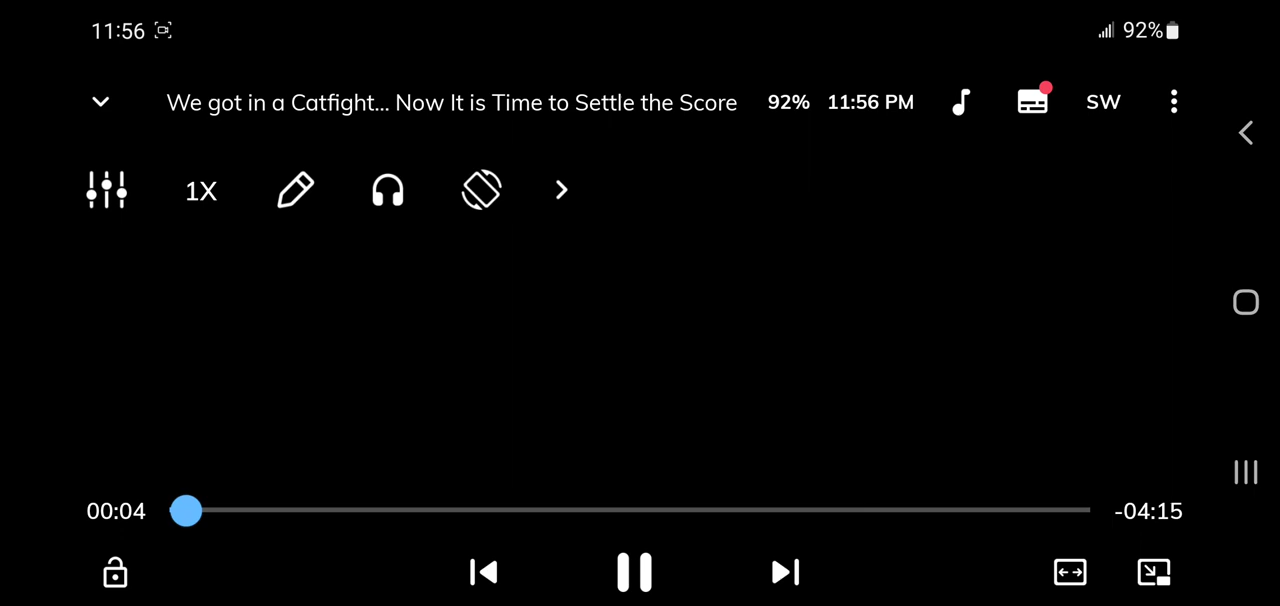 11:56 92%
We got in a Catfight... Now It is Time to Settle the Score 92% 11:56 PM SW
1X
00:04 -04:15